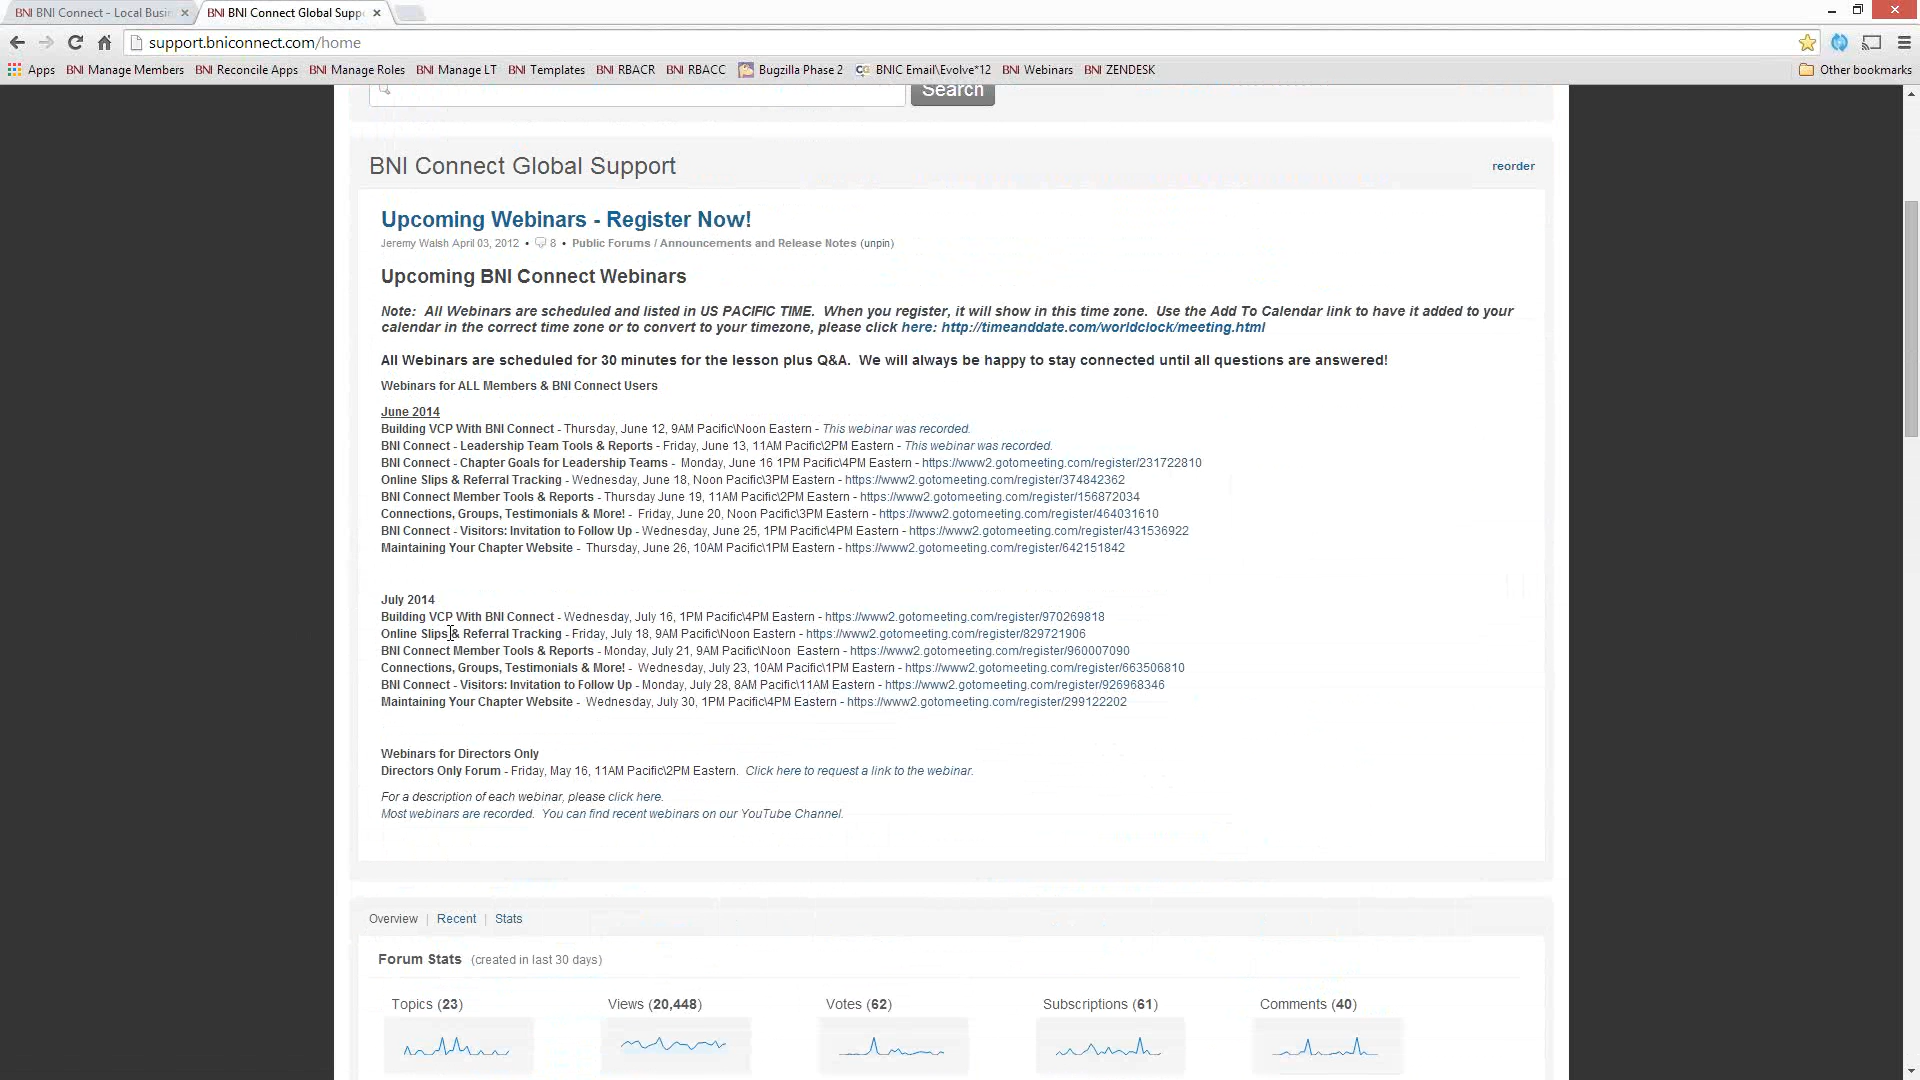 BNI BNI Connect - Local Busin
BNI BNI Connect Global Supp
support.bniconnect.com/home
Apps BNI Manage Members BNI Reconcile Apps BNI Manage Roles BNI Manage LT BNI Templates BNI RBACR BNI RBACC Bugzilla Phase 2 BNIC Email\Evolve*12 BNI Webinars BNI ZENDESK Other bookmarks
Search
BNI Connect Global Support reorder
Upcoming Webinars - Register Now!
Jeremy Walsh April 03, 2012 • 8 • Public Forums / Announcements and Release Notes (unpin)
Upcoming BNI Connect Webinars
Note: All Webinars are scheduled and listed in US PACIFIC TIME. When you register, it will show in this time zone. Use the Add To Calendar link to have it added to your
calendar in the correct time zone or to convert to your timezone, please click here: http://timeanddate.com/worldclock/meeting.html
All Webinars are scheduled for 30 minutes for the lesson plus Q&A. We will always be happy to stay connected until all questions are answered!
Webinars for ALL Members & BNI Connect Users
June 2014
Building VCP With BNI Connect - Thursday, June 12, 9AM Pacific\Noon Eastern - This webinar was recorded.
BNI Connect - Leadership Team Tools & Reports - Friday, June 13, 11AM Pacific\2PM Eastern - This webinar was recorded.
BNI Connect - Chapter Goals for Leadership Teams - Monday, June 16 1PM Pacific\4PM Eastern - https://www2.gotomeeting.com/register/231722810
Online Slips & Referral Tracking - Wednesday, June 18, Noon Pacific\3PM Eastern - https://www2.gotomeeting.com/register/374842362
BNI Connect Member Tools & Reports - Thursday June 19, 11AM Pacific\2PM Eastern - https://www2.gotomeeting.com/register/156872034
Connections, Groups, Testimonials & More! - Friday, June 20, Noon Pacific\3PM Eastern - https://www2.gotomeeting.com/register/464031610
BNI Connect - Visitors: Invitation to Follow Up - Wednesday, June 25, 1PM Pacific\4PM Eastern - https://www2.gotomeeting.com/register/431536922
Maintaining Your Chapter Website - Thursday, June 26, 10AM Pacific\1PM Eastern - https://www2.gotomeeting.com/register/642151842
July 2014
Building VCP With BNI Connect - Wednesday, July 16, 1PM Pacific\4PM Eastern - https://www2.gotomeeting.com/register/970269818
Online Slips & Referral Tracking - Friday, July 18, 9AM Pacific\Noon Eastern - https://www2.gotomeeting.com/register/829721906
BNI Connect Member Tools & Reports - Monday, July 21, 9AM Pacific\Noon Eastern - https://www2.gotomeeting.com/register/960007090
Connections, Groups, Testimonials & More! - Wednesday, July 23, 10AM Pacific\1PM Eastern - https://www2.gotomeeting.com/register/663506810
BNI Connect - Visitors: Invitation to Follow Up - Monday, July 28, 8AM Pacific\11AM Eastern - https://www2.gotomeeting.com/register/926968346
Maintaining Your Chapter Website - Wednesday, July 30, 1PM Pacific\4PM Eastern - https://www2.gotomeeting.com/register/299122202
Webinars for Directors Only
Directors Only Forum - Friday, May 16, 11AM Pacific\2PM Eastern. Click here to request a link to the webinar.
For a description of each webinar, please click here.
Most webinars are recorded. You can find recent webinars on our YouTube Channel.
Overview | Recent | Stats
Forum Stats (created in last 30 days)
Topics (23) Views (20,448) Votes (62) Subscriptions (61) Comments (40)